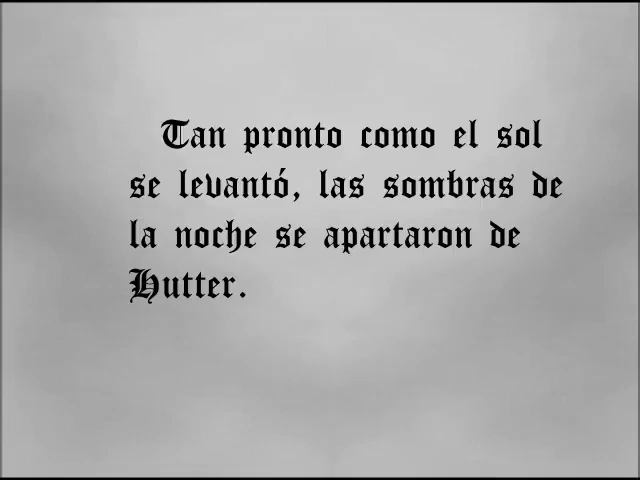 Tan pronto como el sol
se levantó, las sombras de
la noche se apartaron de
Hutter.